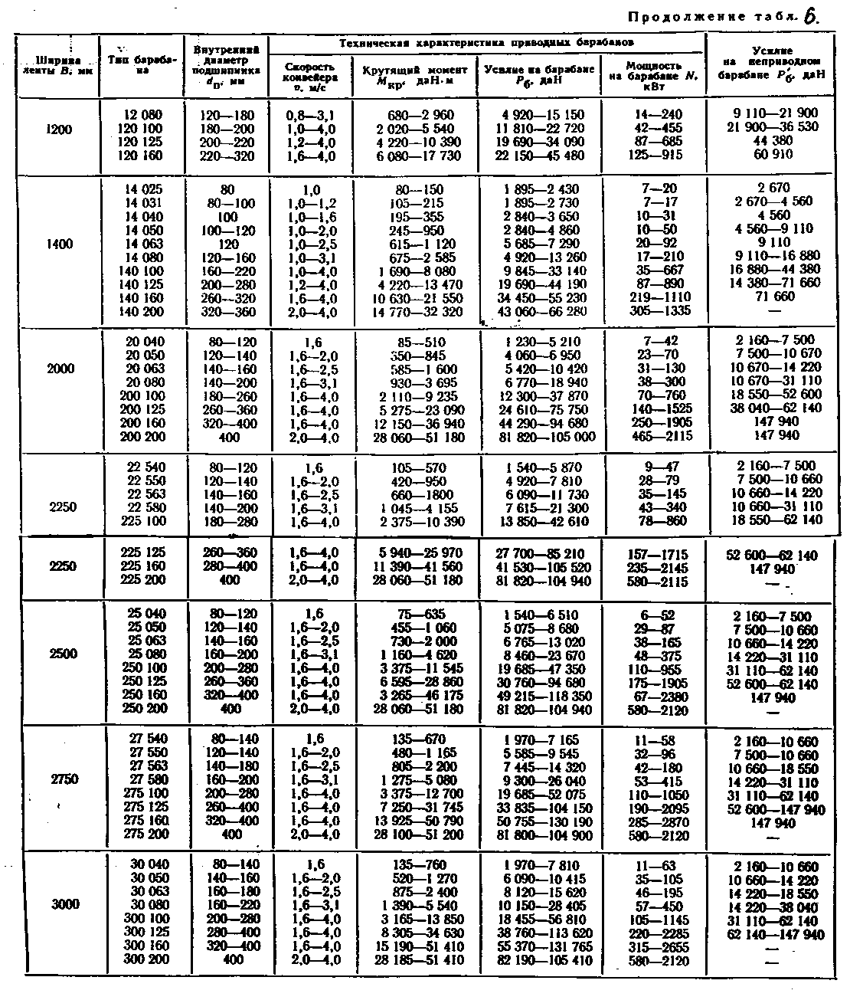 Продолжение табл. 6.
Ширина ленты B, мм | Тип барабана | Внутренний диаметр подшипника dп, мм | Техническая характеристика приводных барабанов | Усилие на неприводном барабане P′б, даН
Скорость конвейера v, м/с | Крутящий момент Мкр, даН·м | Усилие на барабане Рб, даН | Мощность на барабане N, кВт
12 080 120—180 0,8—3,1 680—2 960 4 920—15 150 14—240 9 110—21 900
1200 120 100 180—200 1,0—4,0 2 020—5 540 11 810—22 720 42—455 21 900—36 530
120 125 200—220 1,2—4,0 4 220—10 390 19 690—34 090 87—685 44 380
120 160 220—320 1,6—4,0 6 080—17 730 22 150—45 480 125—915 60 910
14 025 80 1,0 80—150 1 895—2 430 7—20 2 670
14 031 80—100 1,0—1,2 105—215 1 895—2 730 7—17 2 670—4 560
14 040 100 1,0—1,6 195—355 2 840—3 650 10—31 4 560
14 050 100—120 1,0—2,0 245—950 2 840—4 860 10—50 4 560—9 110
1400 14 063 120 1,0—2,5 615—1 120 5 685—7 290 20—92 9 110
14 080 120—160 1,0—3,1 675—2 585 4 920—13 260 17—210 9 110—16 880
140 100 160—220 1,0—4,0 1 690—8 080 9 845—33 140 35—667 16 880—44 380
140 125 200—280 1,2—4,0 4 220—13 470 19 690—44 190 87—890 14 380—71 660
140 160 260—320 1,6—4,0 10 630—21 550 34 450—55 230 219—1110 71 660
140 200 320—360 2,0—4,0 14 770—32 320 43 060—66 280 305—1335 —
20 040 80—120 1,6 85—510 1 230—5 210 7—42 2 160—7 500
20 050 120—140 1,6—2,0 350—845 4 060—6 950 23—70 7 500—10 670
2000 20 063 140—160 1,6—2,5 585—1 600 5 420—10 420 31—130 10 670—14 220
20 080 140—200 1,6—3,1 930—3 695 6 770—18 940 38—300 10 670—31 110
200 100 180—260 1,6—4,0 2 110—9 235 12 300—37 870 70—760 18 550—52 600
200 125 260—360 1,6—4,0 5 275—23 090 24 610—75 750 140—1525 38 040—62 140
200 160 320—400 1,6—4,0 12 150—36 940 44 290—94 680 250—1905 147 940
200 200 400 2,0—4,0 28 060—51 180 81 820—105 000 465—2115 147 940
22 540 80—120 1,6 105—570 1 540—5 870 9—47 2 160—7 500
22 550 120—140 1,6—2,0 420—950 4 920—7 810 28—79 7 500—10 660
22 563 140—160 1,6—2,5 660—1800 6 090—11 730 35—145 10 660—14 220
2250 22 580 140—200 1,6—3,1 1 045—4 155 7 615—21 300 43—340 10 660—31 110
225 100 180—280 1,6—4,0 2 375—10 390 13 850—42 610 78—860 18 550—62 140
225 125 260—360 1,6—4,0 5 940—25 970 27 700—85 210 157—1715 52 600—62 140
2250 225 160 280—400 1,6—4,0 11 390—41 560 41 530—105 520 235—2145 147 940
225 200 400 2,0—4,0 28 060—51 180 81 820—104 940 580—2115 —
25 040 80—120 1,6 75—635 1 540—6 510 6—52 2 160—7 500
25 050 120—140 1,6—2,0 455—1 060 5 075—8 680 29—87 7 500—10 660
25 063 140—160 1,6—2,5 730—2 000 6 765—13 020 38—165 10 660—14 220
2500 25 080 160—200 1,6—3,1 1 160—4 620 8 460—23 670 48—375 14 220—31 110
250 100 200—280 1,6—4,0 3 375—11 545 19 685—47 350 110—955 31 110—62 140
250 125 260—360 1,6—4,0 6 595—28 860 30 760—94 680 175—1905 52 600—62 140
250 160 320—400 1,6—4,0 3 265—46 175 49 215—118 350 67—2380 147 940
250 200 400 2,0—4,0 28 060—51 180 81 820—104 940 580—2120 —
27 540 80—140 1,6 135—670 1 970—7 165 11—58 2 160—10 660
27 550 120—140 1,6—2,0 480—1 165 5 585—9 545 32—96 7 500—10 660
27 563 140—180 1,6—2,5 805—2 200 7 445—14 320 42—180 10 660—18 550
2750 27 580 160—200 1,6—3,1 1 275—5 080 9 300—26 040 53—415 14 220—31 110
275 100 200—280 1,6—4,0 3 375—12 700 19 685—52 075 110—1050 31 110—62 140
275 125 260—400 1,6—4,0 7 250—31 745 33 835—104 150 190—2095 52 600—147 940
275 160 320—400 1,6—4,0 13 925—50 790 50 755—130 190 285—2870 147 940
275 200 400 2,0—4,0 28 100—51 200 81 800—104 900 580—2120 —
30 040 80—140 1,6 135—760 1 970—7 810 11—63 2 160—10 660
30 050 140—160 1,6—2,0 520—1 270 6 090—10 415 35—105 10 660—14 220
30 063 160—180 1,6—2,5 875—2 400 8 120—15 620 46—195 14 220—18 550
3000 30 080 160—220 1,6—3,1 1 390—5 540 10 150—28 405 57—450 14 220—38 040
300 100 200—280 1,6—4,0 3 165—13 850 18 455—56 810 105—1145 31 110—62 140
300 125 280—400 1,6—4,0 8 305—34 630 38 760—113 620 220—2285 62 140—147 940
300 160 320—400 1,6—4,0 15 190—51 410 55 370—131 765 315—2655 —
300 200 400 2,0—4,0 28 185—51 410 82 190—105 410 580—2120 —